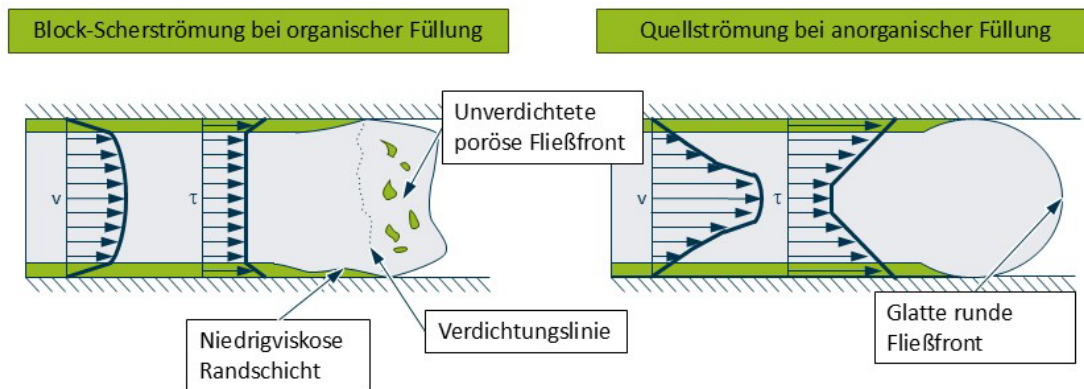 Block-Scherströmung bei organischer Füllung
Quellströmung bei anorganischer Füllung
Unverdichtete
poröse Fließfront
v
τ
v
τ
Niedrigviskose
Randschicht
Verdichtungslinie
Glatte runde
Fließfront